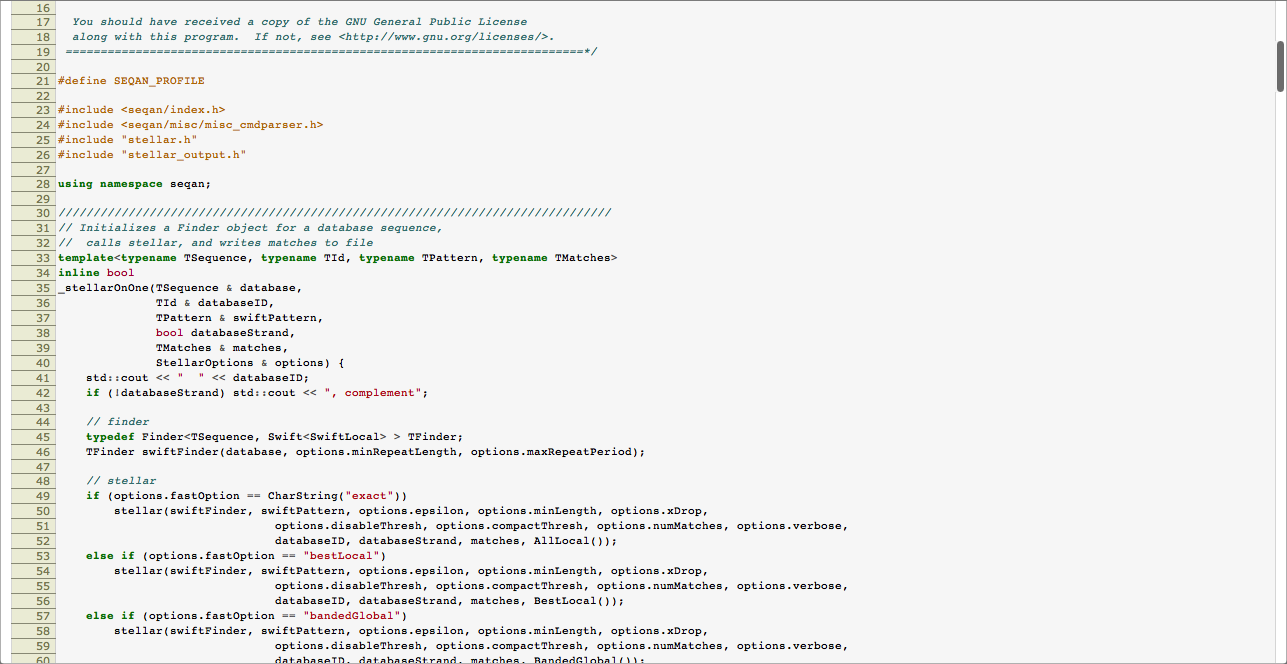 16
17 You should have received a copy of the GNU General Public License
18 along with this program.  If not, see <http://www.gnu.org/licenses/>.
19 ==========================================================================*/
20
21 #define SEQAN_PROFILE
22
23 #include <seqan/index.h>
24 #include <seqan/misc/misc_cmdparser.h>
25 #include "stellar.h"
26 #include "stellar_output.h"
27
28 using namespace seqan;
29
30 ///////////////////////////////////////////////////////////////////////////////
31 // Initializes a Finder object for a database sequence,
32 //  calls stellar, and writes matches to file
33 template<typename TSequence, typename TId, typename TPattern, typename TMatches>
34 inline bool
35 _stellarOnOne(TSequence & database,
36               TId & databaseID,
37               TPattern & swiftPattern,
38               bool databaseStrand,
39               TMatches & matches,
40               StellarOptions & options) {
41     std::cout << "  " << databaseID;
42     if (!databaseStrand) std::cout << ", complement";
43
44     // finder
45     typedef Finder<TSequence, Swift<SwiftLocal> > TFinder;
46     TFinder swiftFinder(database, options.minRepeatLength, options.maxRepeatPeriod);
47
48     // stellar
49     if (options.fastOption == CharString("exact"))
50         stellar(swiftFinder, swiftPattern, options.epsilon, options.minLength, options.xDrop,
51                                options.disableThresh, options.compactThresh, options.numMatches, options.verbose,
52                                databaseID, databaseStrand, matches, AllLocal());
53     else if (options.fastOption == "bestLocal")
54         stellar(swiftFinder, swiftPattern, options.epsilon, options.minLength, options.xDrop,
55                                options.disableThresh, options.compactThresh, options.numMatches, options.verbose,
56                                databaseID, databaseStrand, matches, BestLocal());
57     else if (options.fastOption == "bandedGlobal")
58         stellar(swiftFinder, swiftPattern, options.epsilon, options.minLength, options.xDrop,
59                                options.disableThresh, options.compactThresh, options.numMatches, options.verbose,
60                                databaseID, databaseStrand, matches, BandedGlobal());